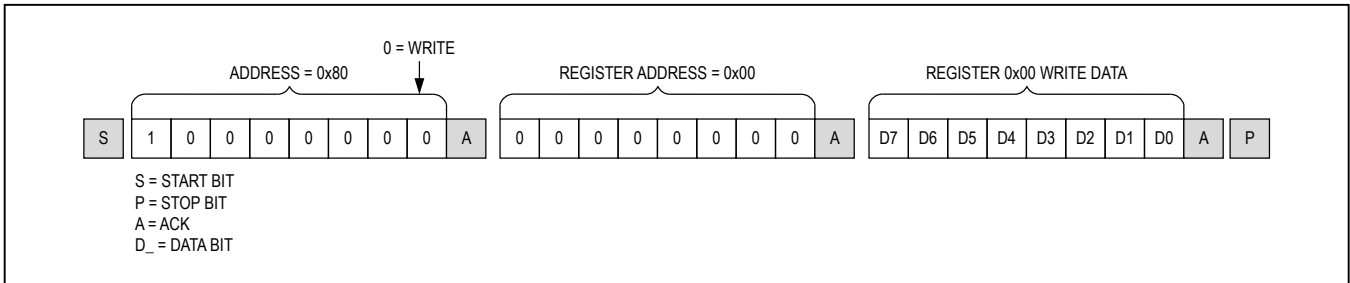 0 = WRITE
ADDRESS = 0x80
REGISTER ADDRESS = 0x00
REGISTER 0x00 WRITE DATA
S 1 0 0 0 0 0 0 0 A 0 0 0 0 0 0 0 0 A D7 D6 D5 D4 D3 D2 D1 D0 A P
S = START BIT
P = STOP BIT
A = ACK
D_ = DATA BIT